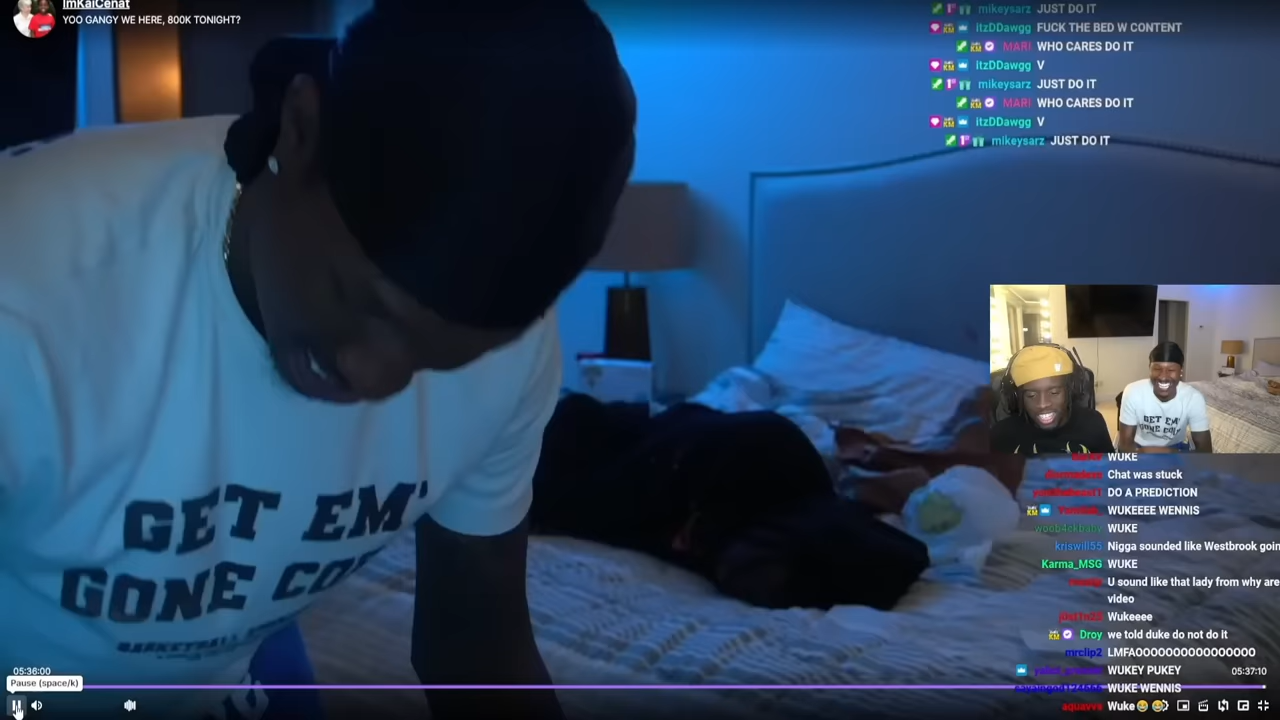 ImKaiCenat
YOO GANGY WE HERE, 800K TONIGHT?
mikeysarz JUST DO IT
itzDDawgg FUCK THE BED W CONTENT
MARI WHO CARES DO IT
itzDDawgg V
mikeysarz JUST DO IT
MARI WHO CARES DO IT
itzDDawgg V
mikeysarz JUST DO IT
GET EM'
GONE CO
BASKETBALL
GET EM'
GONE COL
WUKE
Chat was stuck
DO A PREDICTION
WUKEEEE WENNIS
woob4ckbaby WUKE
kriswill55 Nigga sounded like Westbrook goin
Karma_MSG WUKE
U sound like that lady from why are
video
Wukeeee
Droy we told duke do not do it
mrclip2 LMFAOOOOOOOOOOOOOOOO
WUKEY PUKEY
WUKE WENNIS
aquavvs Wuke😂😂
05:36:00
Pause (space/k)
05:37:10